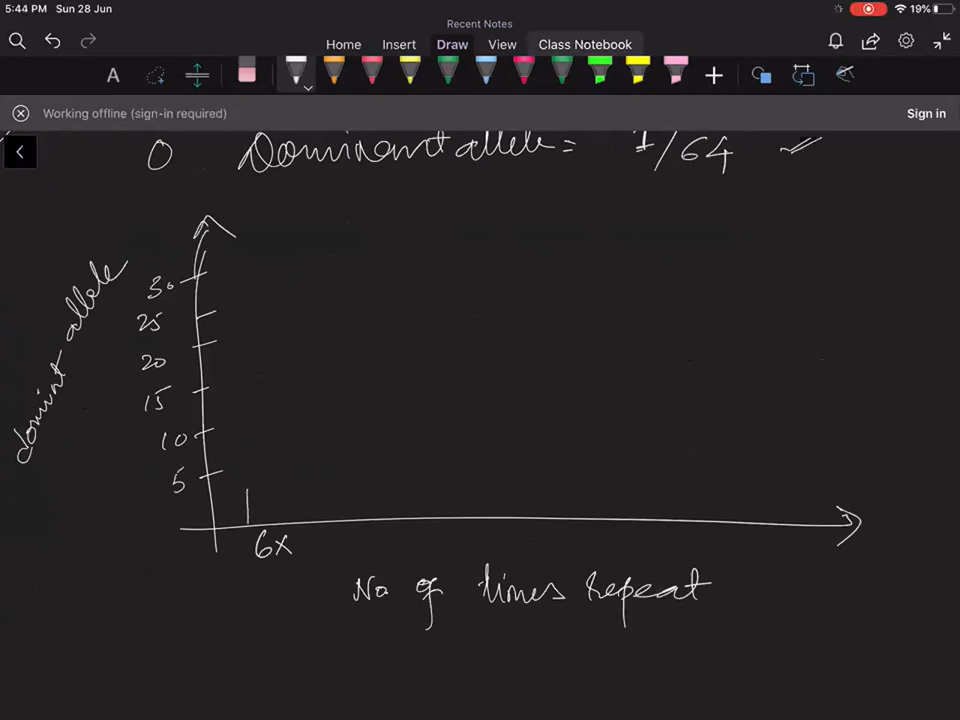 5:44 PM Sun 28 Jun 19%
Recent Notes
Home Insert Draw View Class Notebook
A
Working offline (sign-in required) Sign in
0 Dominant allele = 1/64
domint allele
30
25
20
15
10
5
6x
No of times repeat